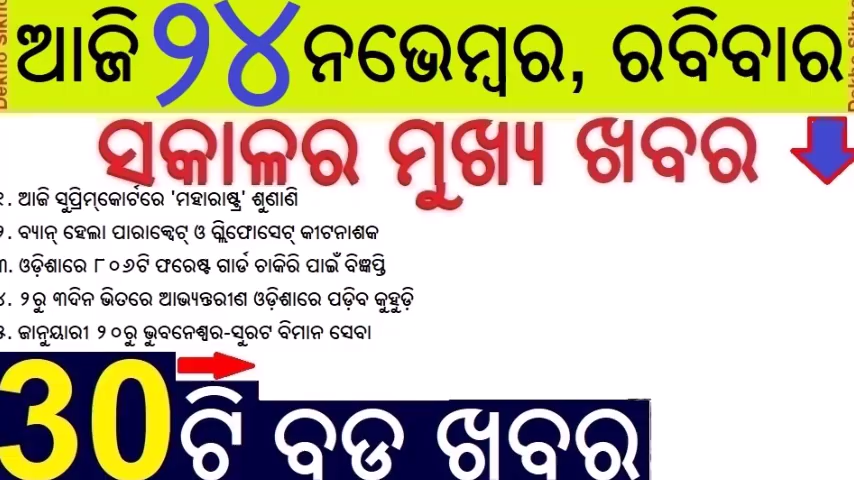 ଆଜି ୨୪ ନଭେମ୍ବର, ରବିବାର
ସକାଳର ମୁଖ୍ୟ ଖବର
୧. ଆଜି ସୁପ୍ରିମ୍‌କୋର୍ଟରେ 'ମହାରାଷ୍ଟ୍ର' ଶୁଣାଣି
୨. ବ୍ୟାନ୍ ହେଲା ପାରାକ୍ୱେଟ୍ ଓ ଗ୍ଲିଫୋସେଟ୍ କୀଟନାଶକ
୩. ଓଡ଼ିଶାରେ ୮୦୬ଟି ଫରେଷ୍ଟ ଗାର୍ଡ ଚାକିରି ପାଇଁ ବିଜ୍ଞପ୍ତି
୪. ୨ରୁ ୩ଦିନ ଭିତରେ ଆଭ୍ୟନ୍ତରୀଣ ଓଡ଼ିଶାରେ ପଡ଼ିବ କୁହୁଡ଼ି
୫. ଜାନୁୟାରୀ ୨୦ରୁ ଭୁବନେଶ୍ୱର-ସୁରଟ ବିମାନ ସେବା
30ଟି ବଡ ଖବର